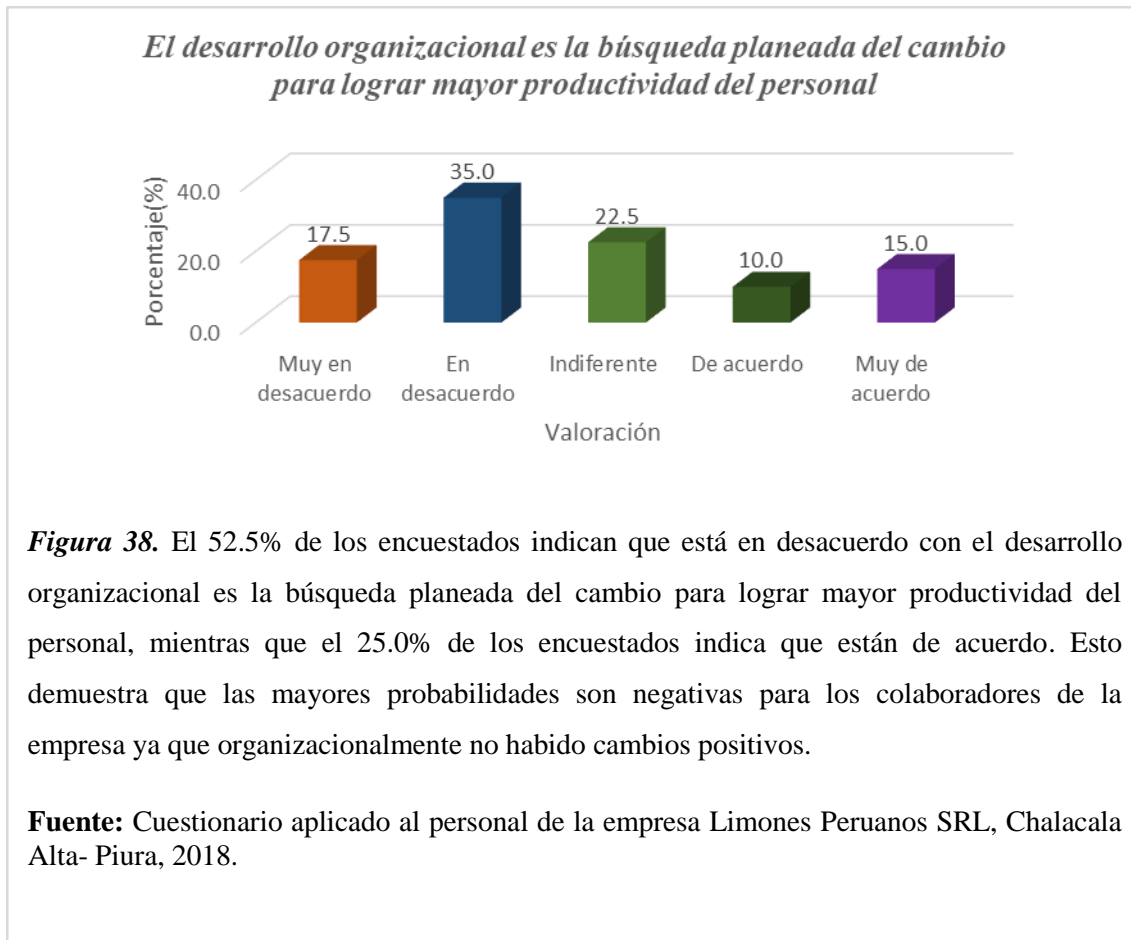 El desarrollo organizacional es la búsqueda planeada del cambio
para lograr mayor productividad del personal
Porcentaje(%)
40.0
20.0
0.0
17.5
35.0
22.5
10.0
15.0
Muy en
desacuerdo
En
desacuerdo
Indiferente
De acuerdo
Muy de
acuerdo
Valoración
Figura 38. El 52.5% de los encuestados indican que está en desacuerdo con el desarrollo
organizacional es la búsqueda planeada del cambio para lograr mayor productividad del
personal, mientras que el 25.0% de los encuestados indica que están de acuerdo. Esto
demuestra que las mayores probabilidades son negativas para los colaboradores de la
empresa ya que organizacionalmente no habido cambios positivos.
Fuente: Cuestionario aplicado al personal de la empresa Limones Peruanos SRL, Chalacala
Alta- Piura, 2018.